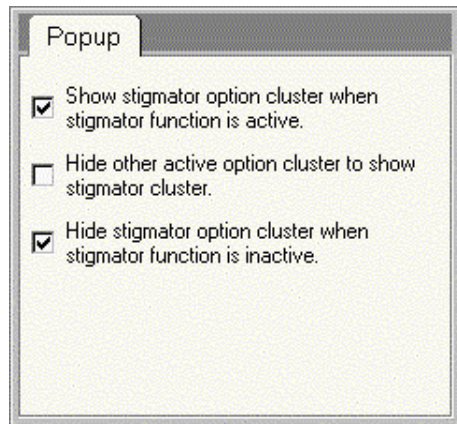 Popup
Show stigmator option cluster when
stigmator function is active.
Hide other active option cluster to show
stigmator cluster.
Hide stigmator option cluster when
stigmator function is inactive.